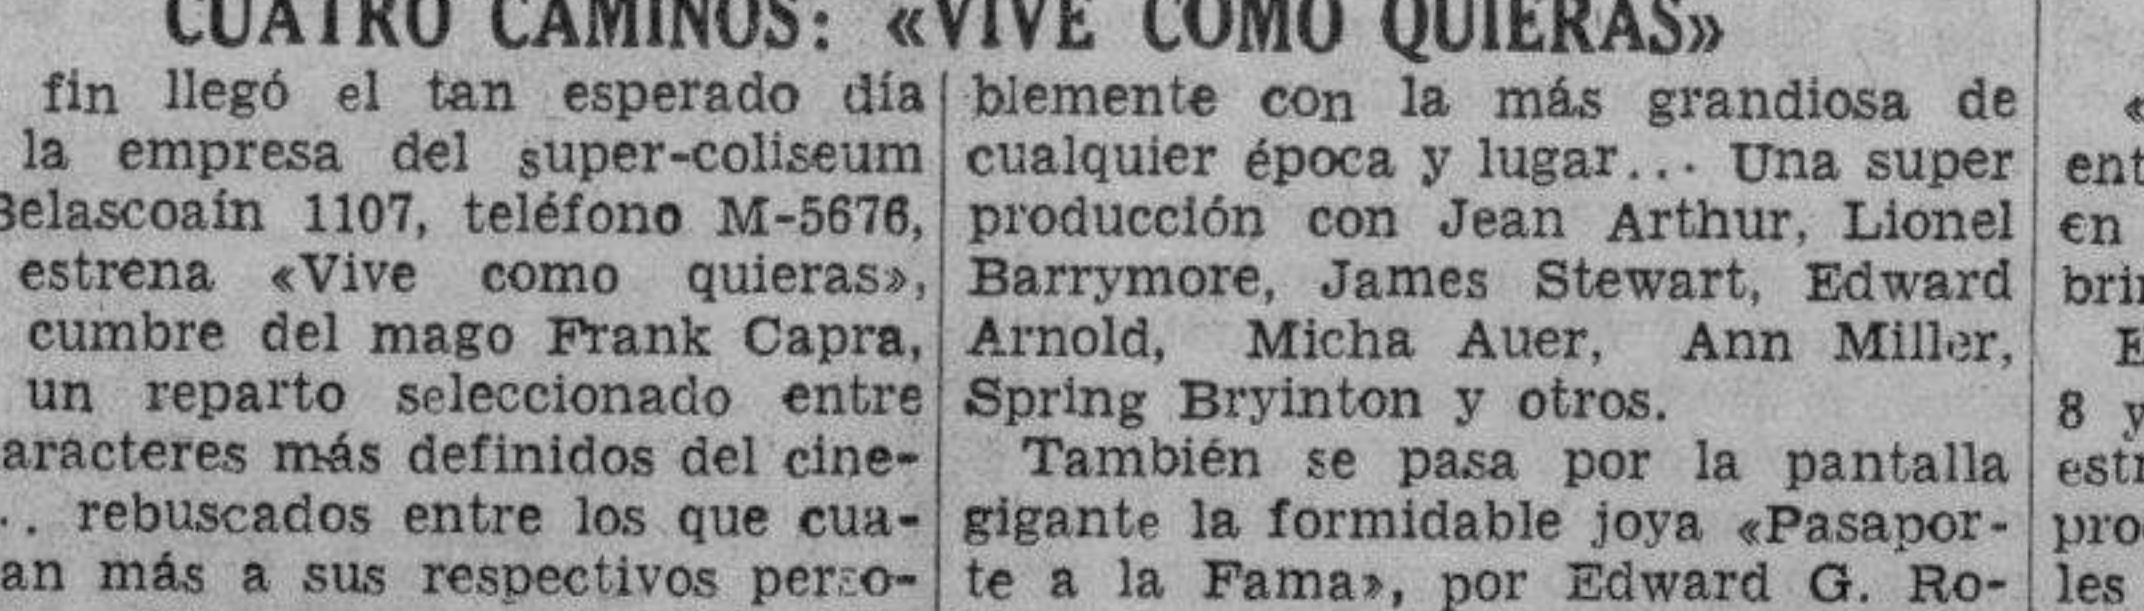 CUATRO CAMINOS: «VIVE COMO QUIERAS»
fin llegó el tan esperado día
la empresa del super-coliseum
Belascoaín 1107, teléfono M-5676,
estrena «Vive como quieras»,
cumbre del mago Frank Capra,
un reparto seleccionado entre
aracteres más definidos del cine-
.. rebuscados entre los que cua-
an más a sus respectivos perso-
blemente con la más grandiosa de
cualquier época y lugar... Una super
producción con Jean Arthur, Lionel
Barrymore, James Stewart, Edward
Arnold, Micha Auer, Ann Miller,
Spring Bryinton y otros.
También se pasa por la pantalla
gigante la formidable joya «Pasapor-
te a la Fama», por Edward G. Ro-
«
ent
en
bri
E
8 y
estr
pro
les